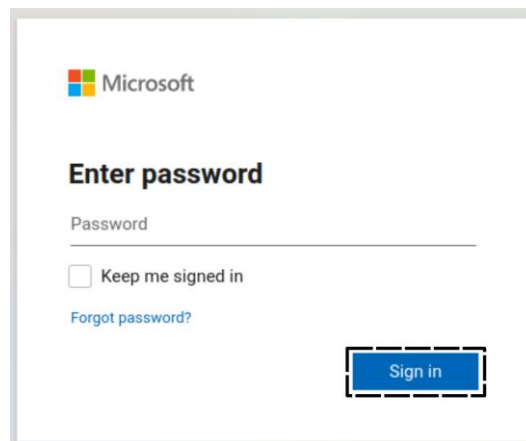 Microsoft
Enter password
Password
Keep me signed in
Forgot password?
Sign in